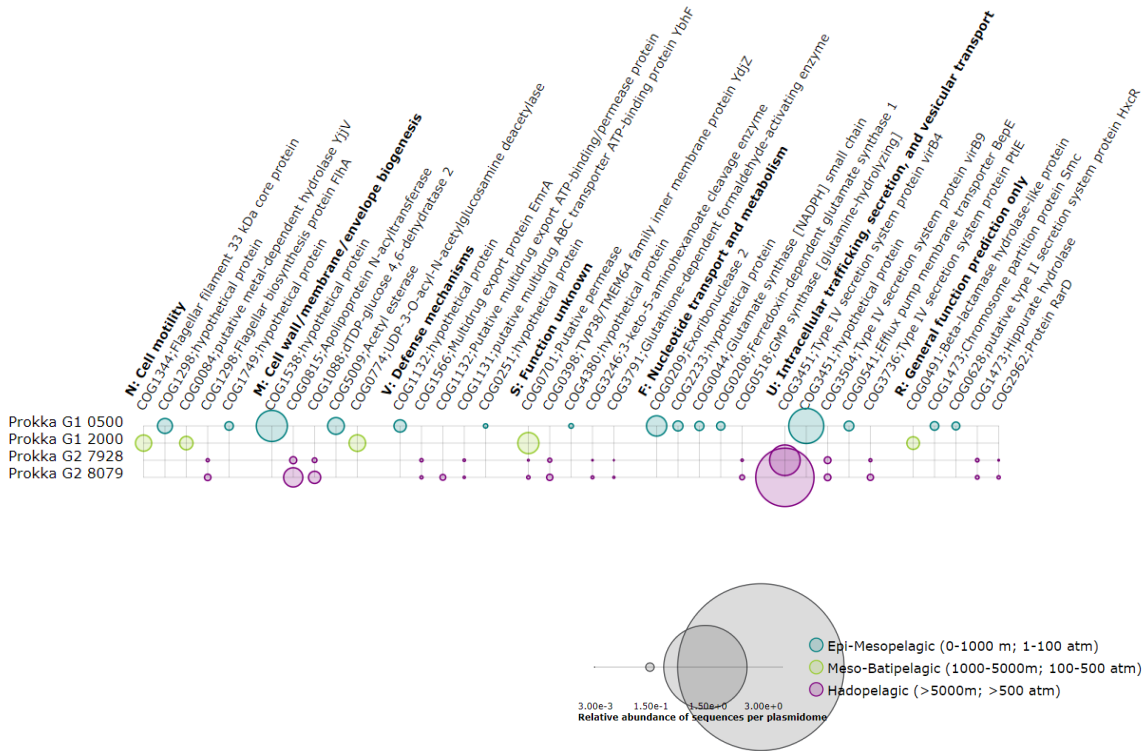 N: Cell motility
COG1344;Flagellar filament 33 kDa core protein
COG1298;hypothetical protein
COG0084;putative metal-dependent hydrolase YjjV
COG1298;Flagellar biosynthesis protein FlhA
COG1749;hypothetical protein
M: Cell wall/membrane/envelope biogenesis
COG1538;hypothetical protein
COG0815;Apolipoprotein N-acyltransferase
COG1088;dTDP-glucose 4,6-dehydratase 2
COG5009;Acetyl esterase
COG0774;UDP-3-O-acyl-N-acetylglucosamine deacetylase
V: Defense mechanisms
COG1132;hypothetical protein
COG1566;Multidrug export protein EmrA
COG1132;Putative multidrug export ATP-binding/permease protein
COG1131;putative multidrug ABC transporter ATP-binding protein YbhF
COG0251;hypothetical protein
S: Function unknown
COG0701;Putative permease
COG0398;TVP38/TMEM64 family inner membrane protein YdjZ
COG4380;hypothetical protein
COG3246;3-keto-5-aminohexanoate cleavage enzyme
COG3791;Glutathione-dependent formaldehyde-activating enzyme
F: Nucleotide transport and metabolism
COG0209;Exoribonuclease 2
COG2233;hypothetical protein
COG0044;Glutamate synthase [NADPH] small chain
COG0208;Ferredoxin-dependent glutamate synthase 1
COG0518;GMP synthase [glutamine-hydrolyzing]
U: Intracellular trafficking, secretion, and vesicular transport
COG3451;Type IV secretion system protein virB4
COG3451;hypothetical protein
COG3504;Type IV secretion system protein virB9
COG0541;Efflux pump membrane transporter BepE
COG3736;Type IV secretion system protein PtlE
R: General function prediction only
COG0491;Beta-lactamase hydrolase-like protein
COG1473;Chromosome partition protein Smc
COG0628;putative type II secretion system protein HxcR
COG1473;Hippurate hydrolase
COG2962;Protein RarD
Prokka G1 0500
Prokka G1 2000
Prokka G2 7928
Prokka G2 8079
Epi-Mesopelagic (0-1000 m; 1-100 atm)
Meso-Batipelagic (1000-5000m; 100-500 atm)
Hadopelagic (>5000m; >500 atm)
3.00e-3 1.50e-1 1.50e+0 3.00e+0
Relative abundance of sequences per plasmidome